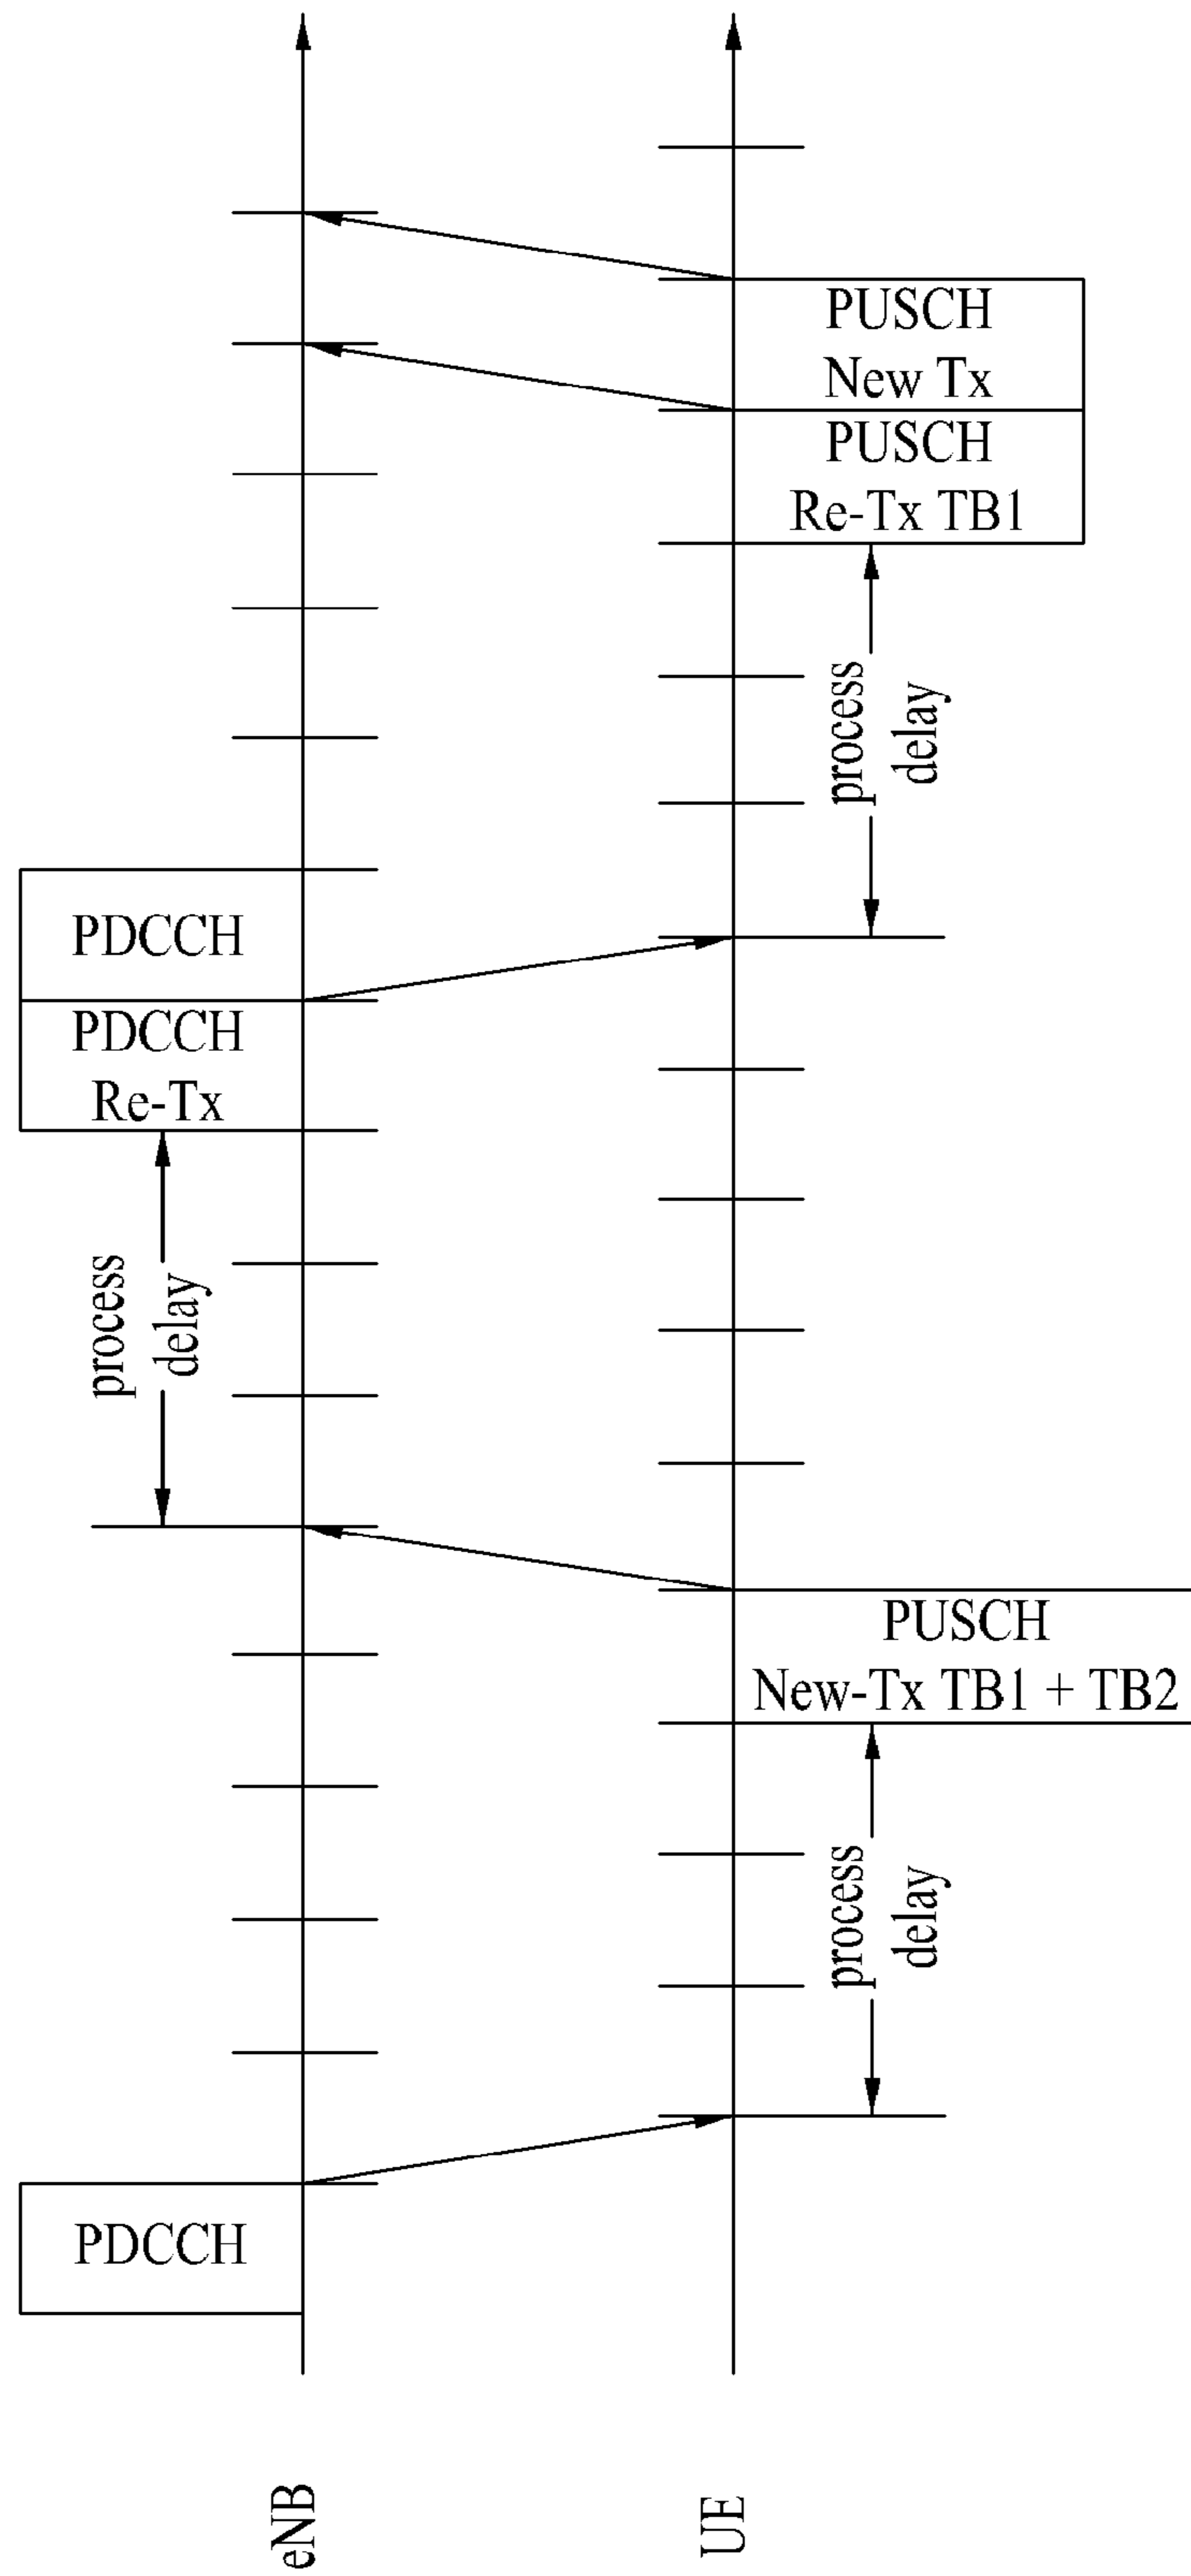 PUSCH
New Tx
PUSCH
Re-Tx TB1
process
delay
PDCCH
PDCCH
Re-Tx
process
delay
PUSCH
New-Tx TB1 + TB2
process
delay
PDCCH
eNB
UE